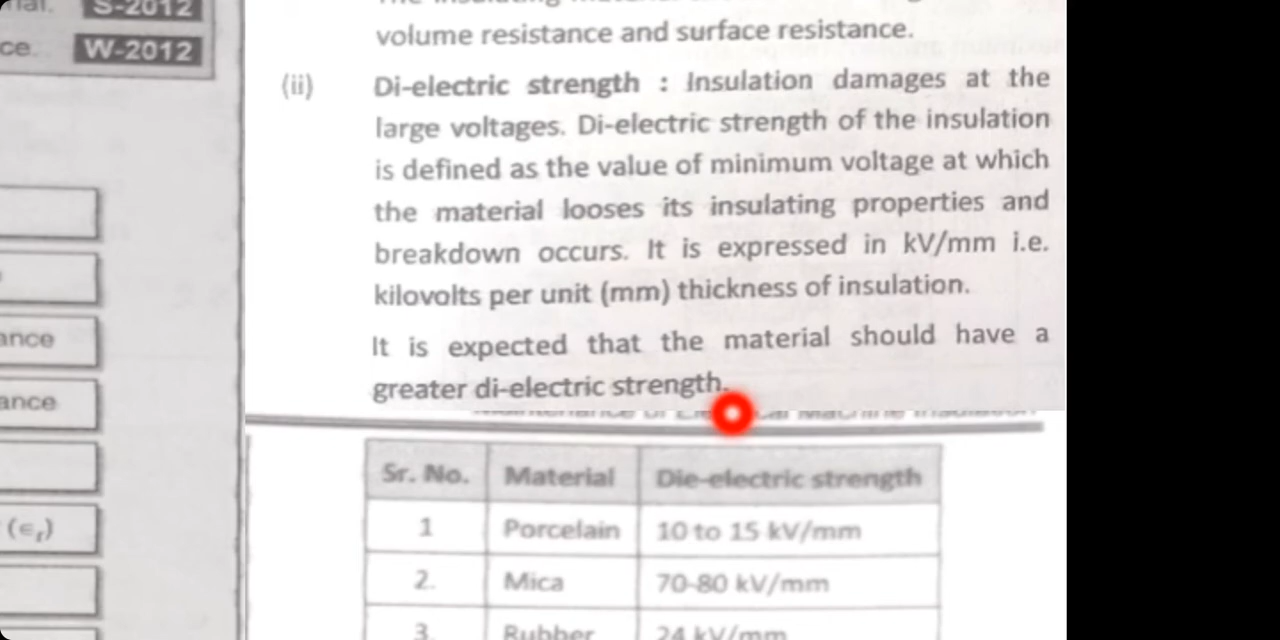 S-2012
ce. W-2012
volume resistance and surface resistance.
(ii) Di-electric strength : Insulation damages at the
large voltages. Di-electric strength of the insulation
is defined as the value of minimum voltage at which
the material looses its insulating properties and
breakdown occurs. It is expressed in kV/mm i.e.
kilovolts per unit (mm) thickness of insulation.
It is expected that the material should have a
greater di-electric strength.
ance
ance
(∈r)
Sr. No. Material Die-electric strength
1 Porcelain 10 to 15 kV/mm
2. Mica 70-80 kV/mm
3. Rubber 24 kV/mm